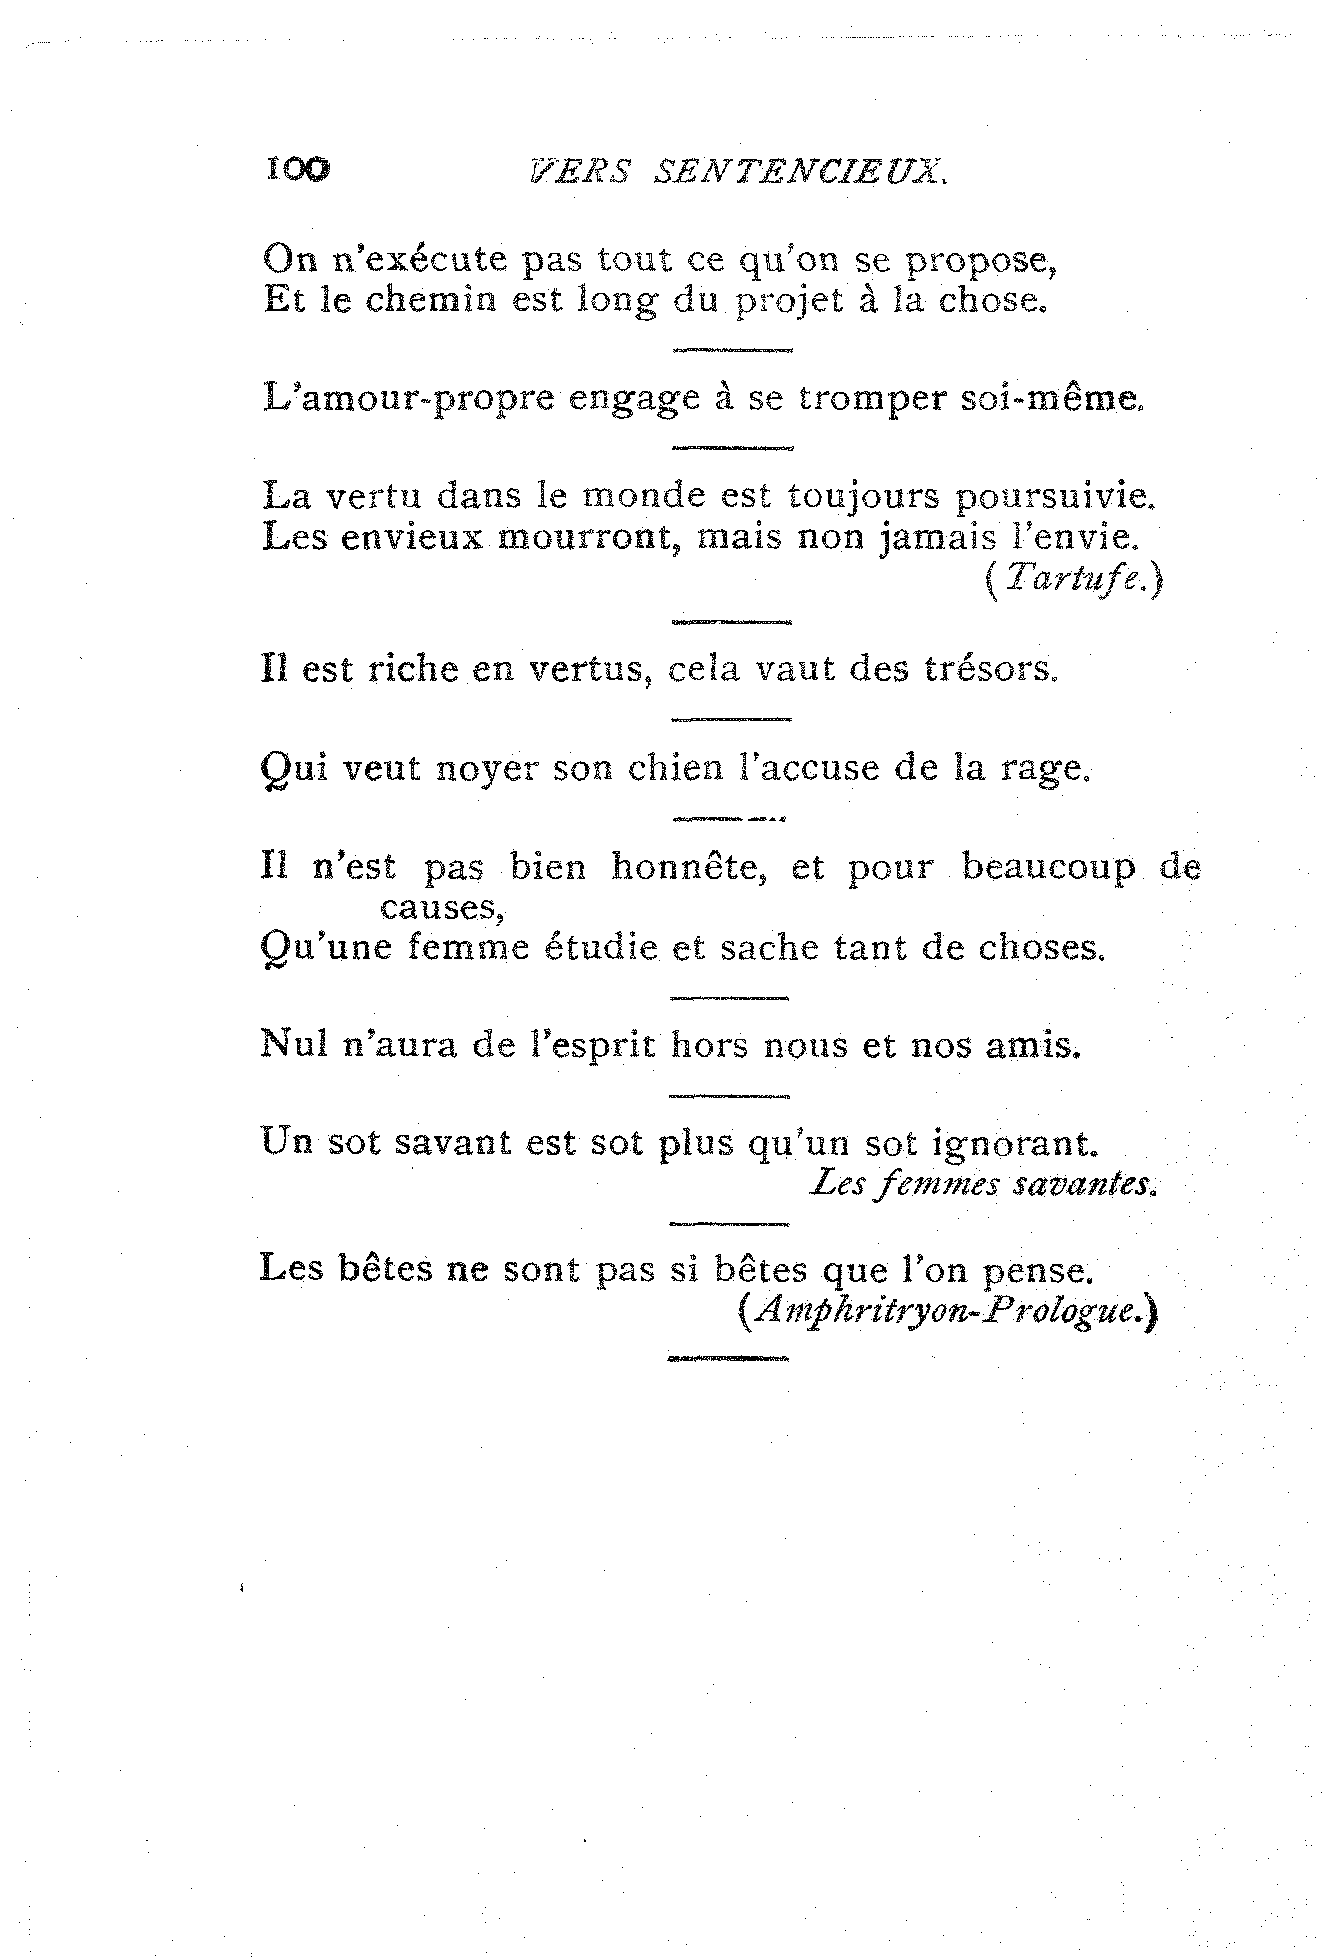 100 VERS SENTENCIEUX.
On n'exécute pas tout ce qu'on se propose,
Et le chemin est long du projet à la chose.
L'amour-propre engage à se tromper soi-même.
La vertu dans le monde est toujours poursuivie.
Les envieux mourront, mais non jamais l'envie.
(Tartufe.)
Il est riche en vertus, cela vaut des trésors.
Qui veut noyer son chien l'accuse de la rage.
Il n'est pas bien honnête, et pour beaucoup de
causes,
Qu'une femme étudie et sache tant de choses.
Nul n'aura de l'esprit hors nous et nos amis.
Un sot savant est sot plus qu'un sot ignorant.
Les femmes savantes.
Les bêtes ne sont pas si bêtes que l'on pense.
(Amphritryon-Prologue.)